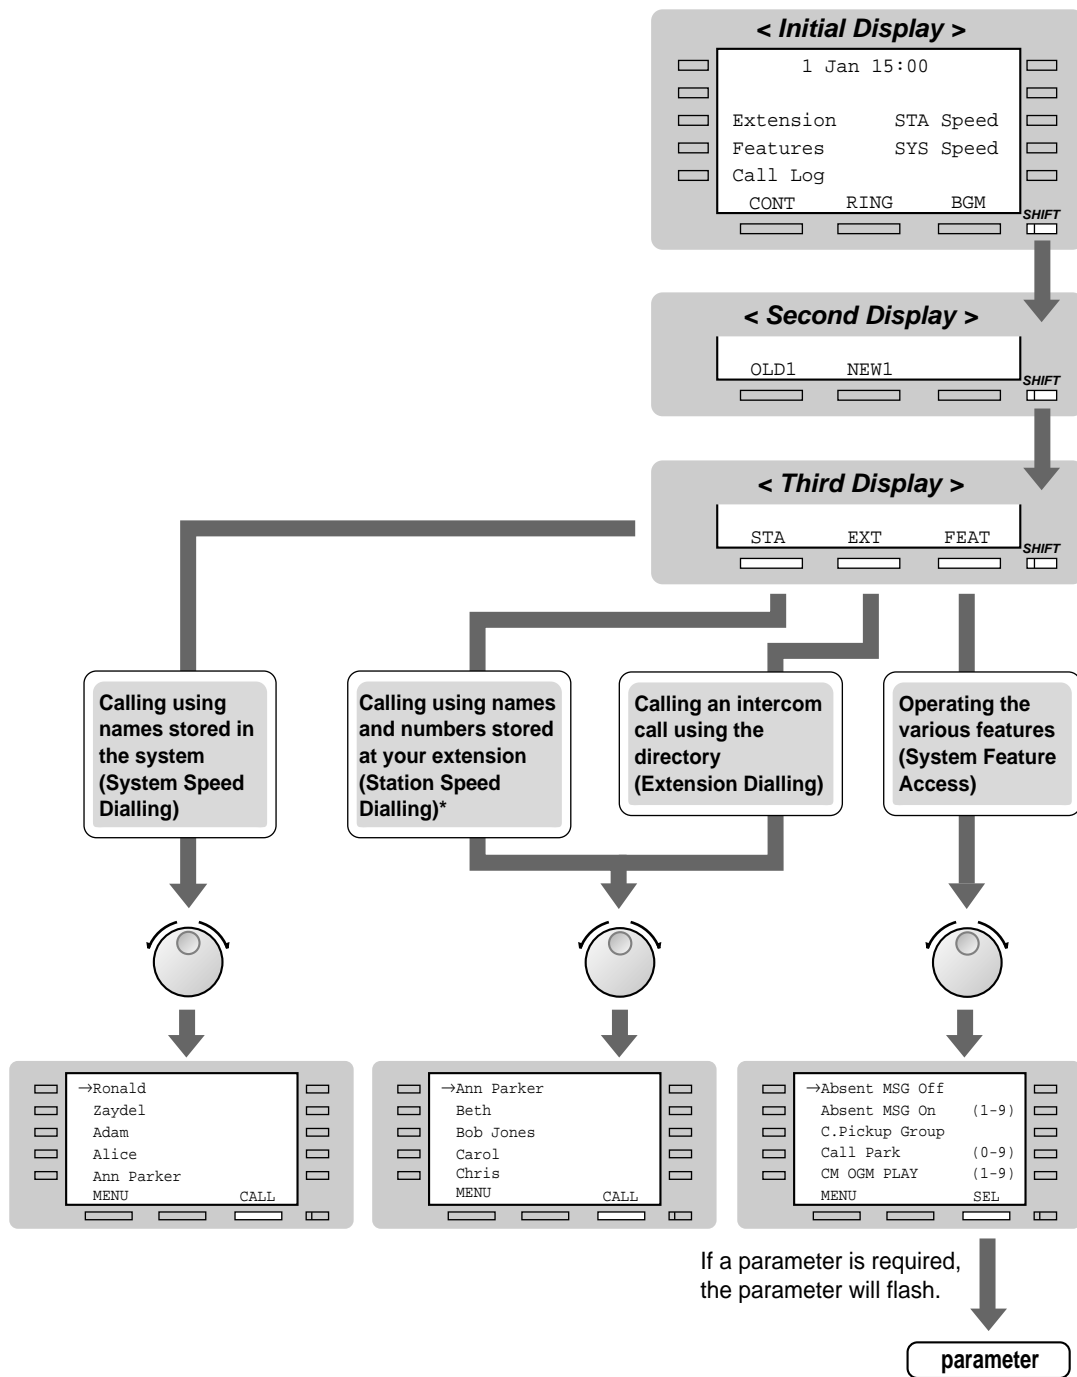 < Initial Display >
1 Jan 15:00
Extension STA Speed
Features SYS Speed
Call Log
CONT RING BGM
SHIFT
< Second Display >
OLD1 NEW1
SHIFT
< Third Display >
STA EXT FEAT
SHIFT
Calling using
names stored in
the system
(System Speed
Dialling)
Calling using names
and numbers stored
at your extension
(Station Speed
Dialling)*
Calling an intercom
call using the
directory
(Extension Dialling)
Operating the
various features
(System Feature
Access)
→Ronald
Zaydel
Adam
Alice
Ann Parker
MENU CALL
→Ann Parker
Beth
Bob Jones
Carol
Chris
MENU CALL
→Absent MSG Off
Absent MSG On (1-9)
C.Pickup Group
Call Park (0-9)
CM OGM PLAY (1-9)
MENU SEL
If a parameter is required,
the parameter will flash.
parameter